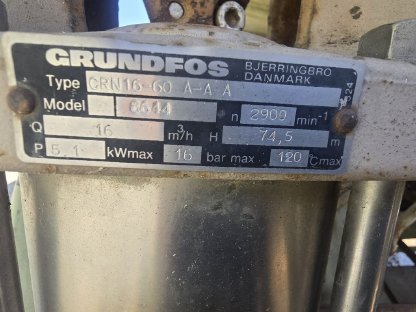 GRUNDFOS BJERRINGBRO DANMARK
Type CRN16-60 A-A A
Model 8644 n 2900 min-1
Q 16 m3/h H 74,5 m
P 5,1 kWmax 16 bar max 120 Cmax